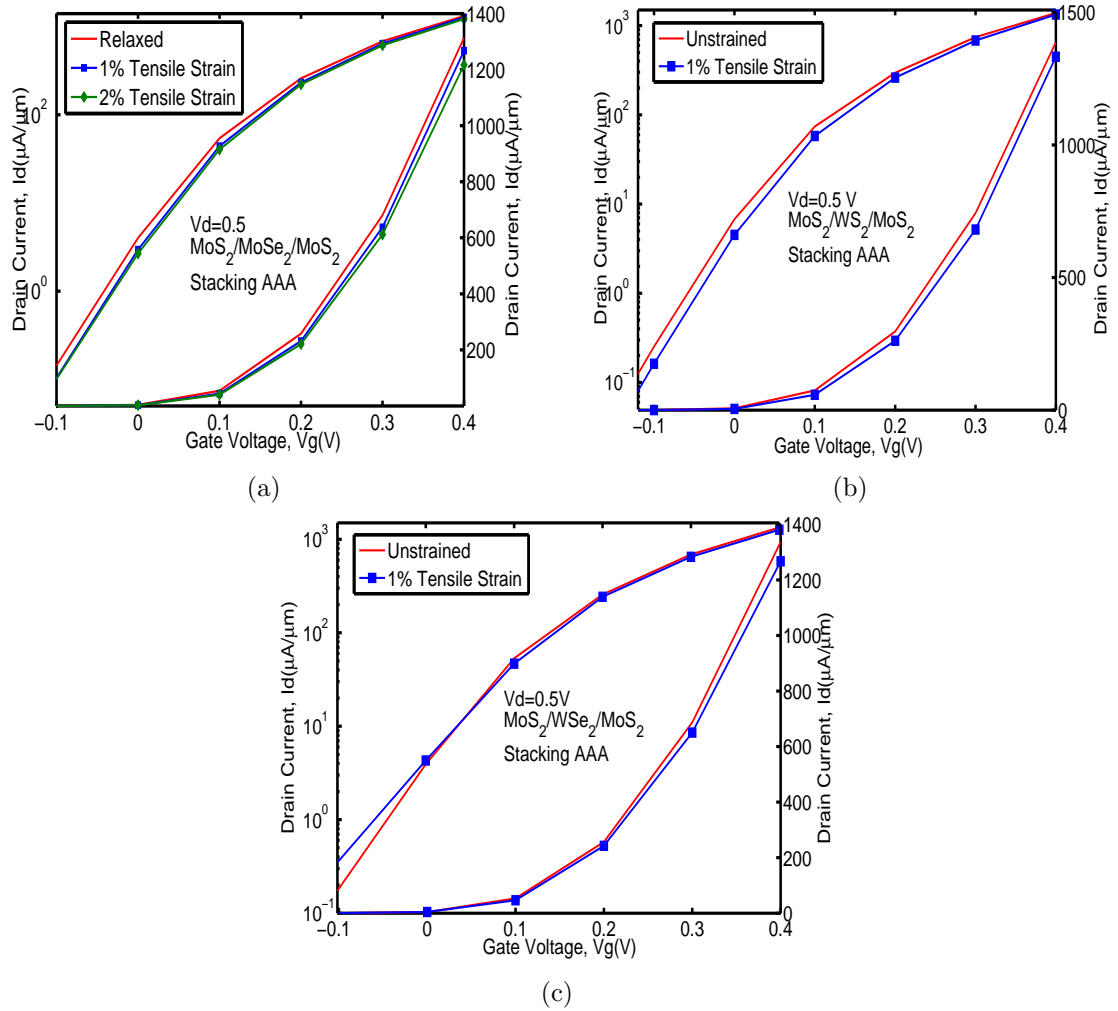 Relaxed
1% Tensile Strain
2% Tensile Strain
Vd=0.5
MoS2/MoSe2/MoS2
Stacking AAA
Drain Current, Id(μA/μm)
10^2
10^0
1400
1200
1000
800
600
400
200
Drain Current, Id(μA/μm)
−0.1 0 0.1 0.2 0.3 0.4
Gate Voltage, Vg(V)
(a)
Unstrained
1% Tensile Strain
Vd=0.5 V
MoS2/WS2/MoS2
Stacking AAA
Drain Current, Id(μA/μm)
10^3
10^2
10^1
10^0
10^−1
1500
1000
500
0
Drain Current, Id(μA/μm)
−0.1 0 0.1 0.2 0.3 0.4
Gate Voltage, Vg(V)
(b)
Unstrained
1% Tensile Strain
Vd=0.5V
MoS2/WSe2/MoS2
Stacking AAA
Drain Current, Id(μA/μm)
10^3
10^2
10^1
10^0
10^−1
1400
1200
1000
800
600
400
200
0
Drain Current, Id(μA/μm)
−0.1 0 0.1 0.2 0.3 0.4
Gate Voltage, Vg(V)
(c)